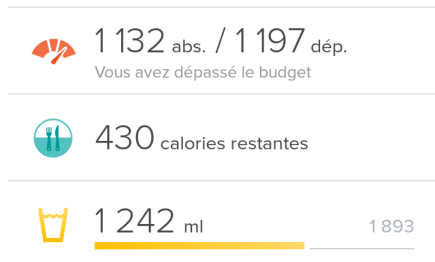 1 132 abs. / 1 197 dép.
Vous avez dépassé le budget
430 calories restantes
1 242 ml
1 893